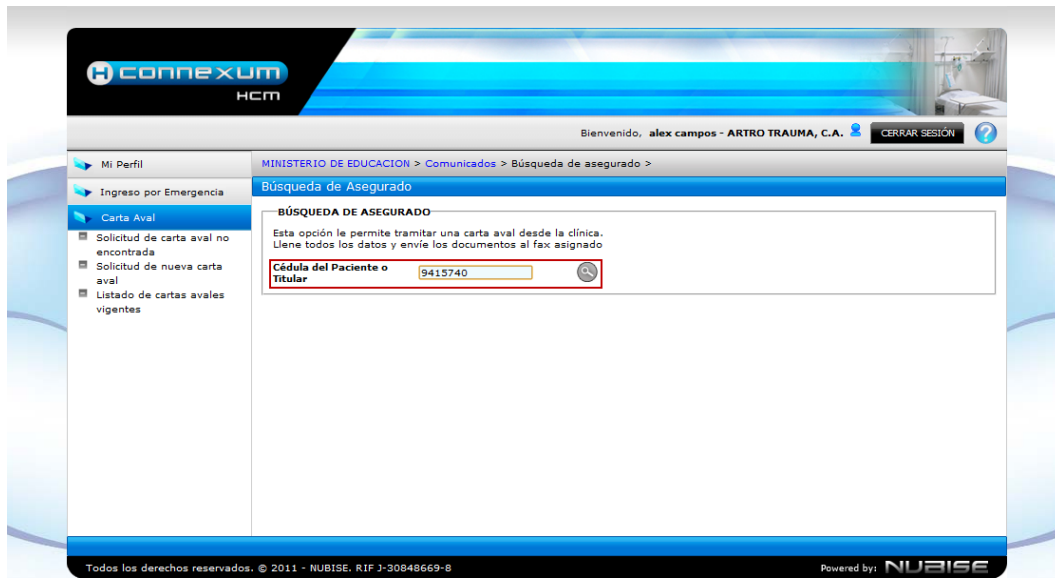 connexum
HCM
Bienvenido, alex campos - ARTRO TRAUMA, C.A. CERRAR SESIÓN ?
Mi Perfil
Ingreso por Emergencia
Carta Aval
Solicitud de carta aval no
encontrada
Solicitud de nueva carta
aval
Listado de cartas avales
vigentes
MINISTERIO DE EDUCACION > Comunicados > Búsqueda de asegurado >
Búsqueda de Asegurado
BÚSQUEDA DE ASEGURADO
Esta opción le permite tramitar una carta aval desde la clínica.
Llene todos los datos y envíe los documentos al fax asignado
Cédula del Paciente o
Titular
9415740
Todos los derechos reservados. © 2011 - NUBISE. RIF J-30848669-8
Powered by: NUBISE